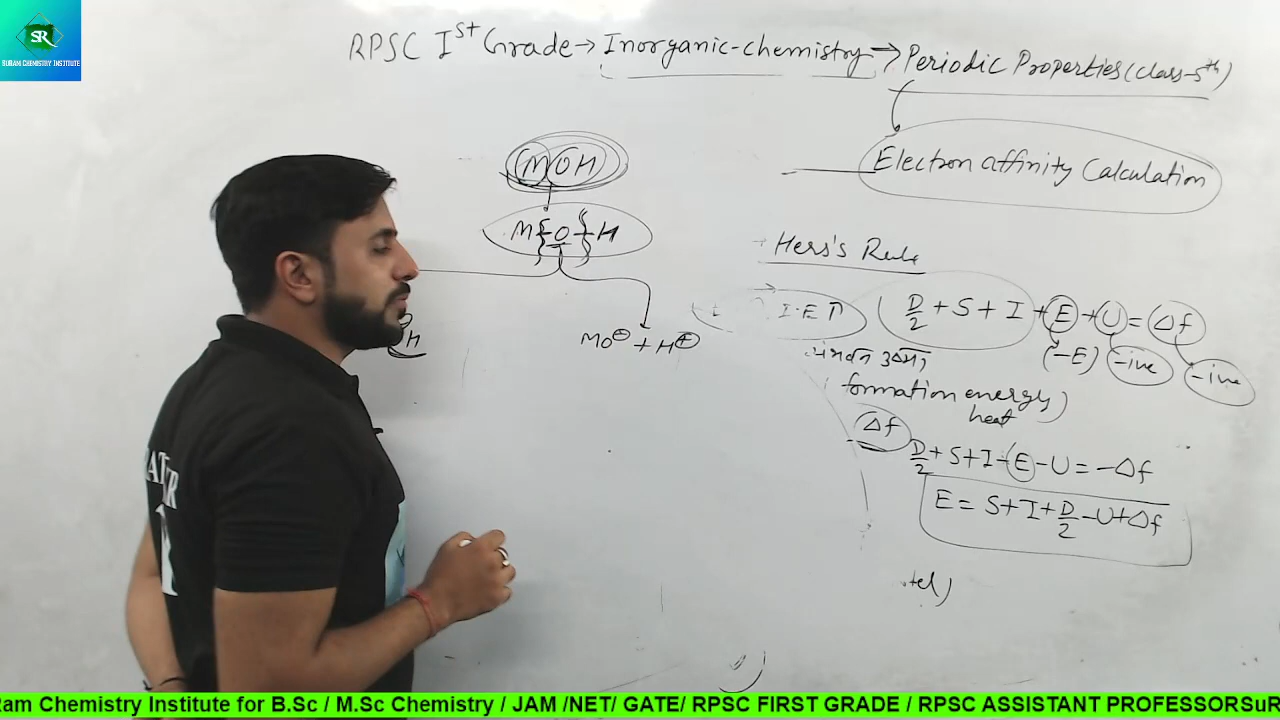 SR
SURAM CHEMISTRY INSTITUTE
RPSC Iˢᵗ Grade → Inorganic-chemistry → Periodic Properties (class-5ᵗʰ)
Electron affinity Calculation
MOH
M-O-H
MO⊖ + H⊕
H
Hess's Rule
I.E↑
D/2 + S + I + E + U = Δf
(-E) -ive -ive
formation energy)
heat
Δf
D/2 + S + I - E - U = -Δf
E = S + I + D/2 - U + Δf
Ram Chemistry Institute for B.Sc / M.Sc Chemistry / JAM /NET/ GATE/ RPSC FIRST GRADE / RPSC ASSISTANT PROFESSORSuR